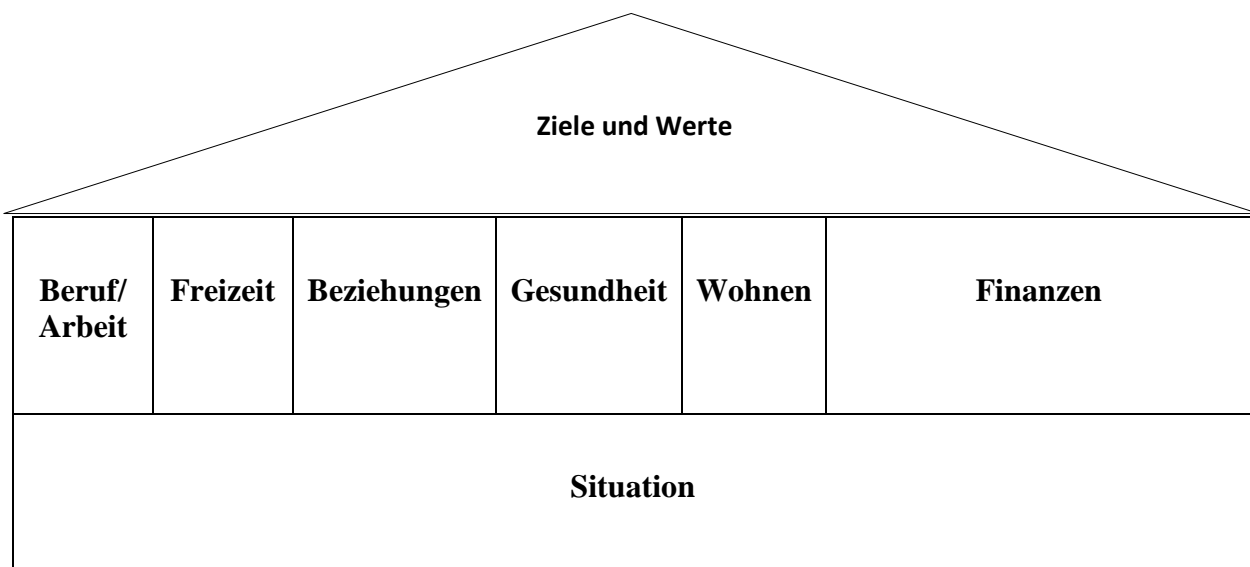 Ziele und Werte
Beruf/
Arbeit
Freizeit
Beziehungen
Gesundheit
Wohnen
Finanzen
Situation